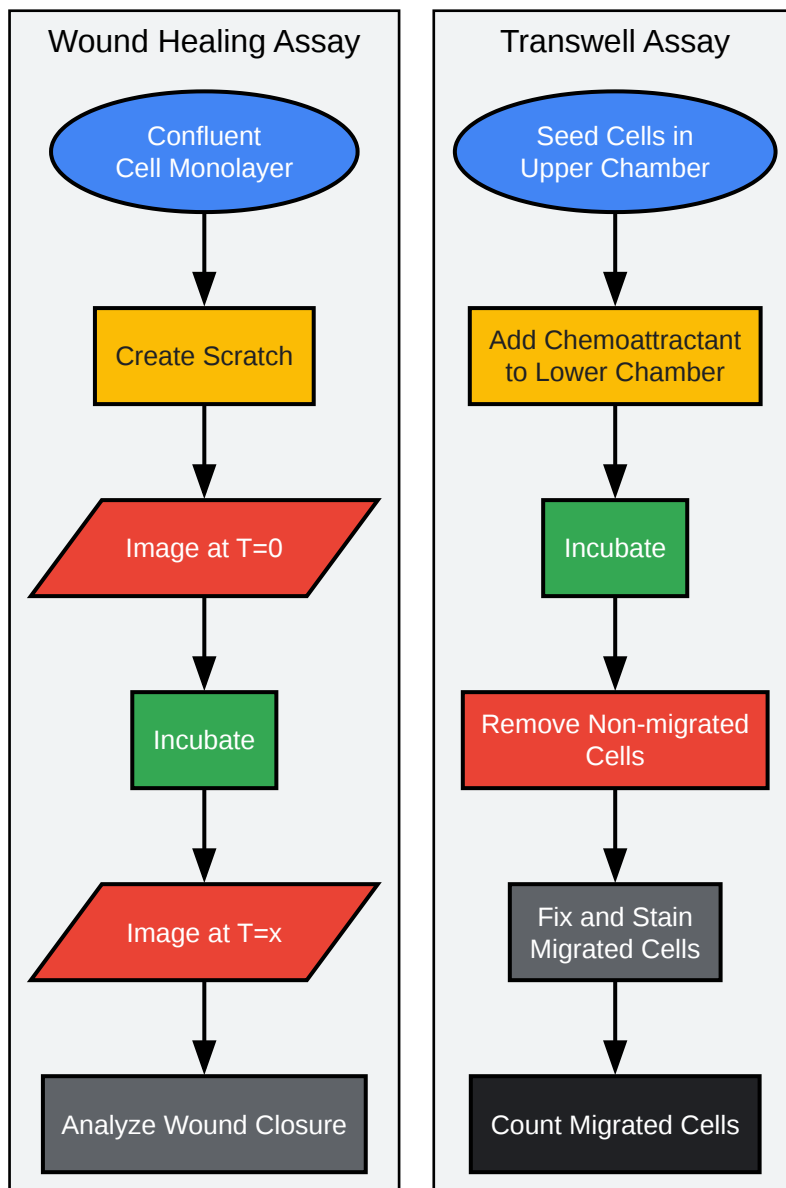 Wound Healing Assay
Confluent
Cell Monolayer
Create Scratch
Image at T=0
Incubate
Image at T=x
Analyze Wound Closure
Transwell Assay
Seed Cells in
Upper Chamber
Add Chemoattractant
to Lower Chamber
Incubate
Remove Non-migrated
Cells
Fix and Stain
Migrated Cells
Count Migrated Cells